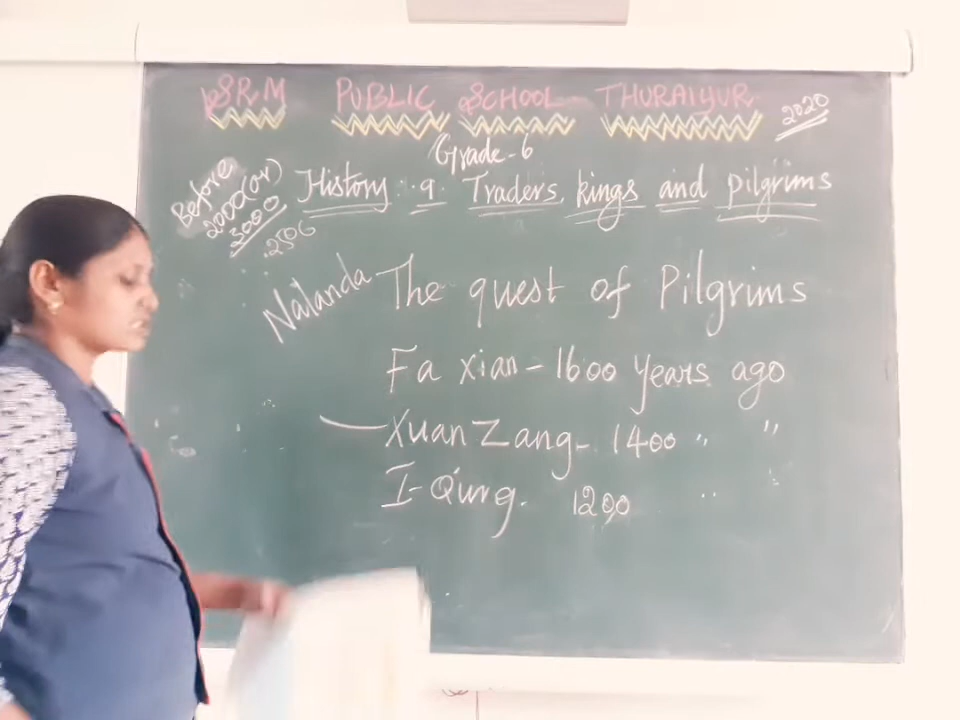 SRM PUBLIC SCHOOL THURAIYUR
2020
Grade-6
Before
2000 (or)
3000
2500
History 9 Traders, kings and pilgrims
Nalanda
The quest of Pilgrims
Fa xian - 1600 years ago
Xuan Zang - 1400 " "
I-Qing. 1200 " "